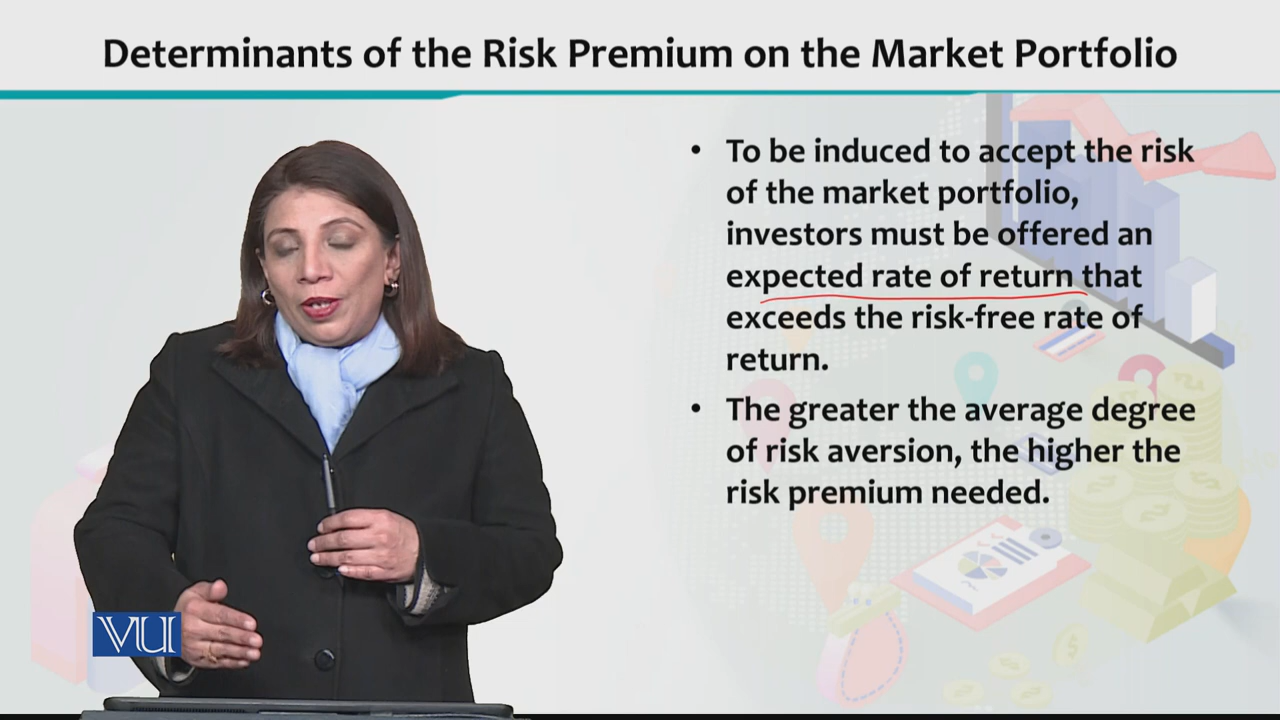 Determinants of the Risk Premium on the Market Portfolio
• To be induced to accept the risk
of the market portfolio,
investors must be offered an
expected rate of return that
exceeds the risk-free rate of
return.
• The greater the average degree
of risk aversion, the higher the
risk premium needed.
VU